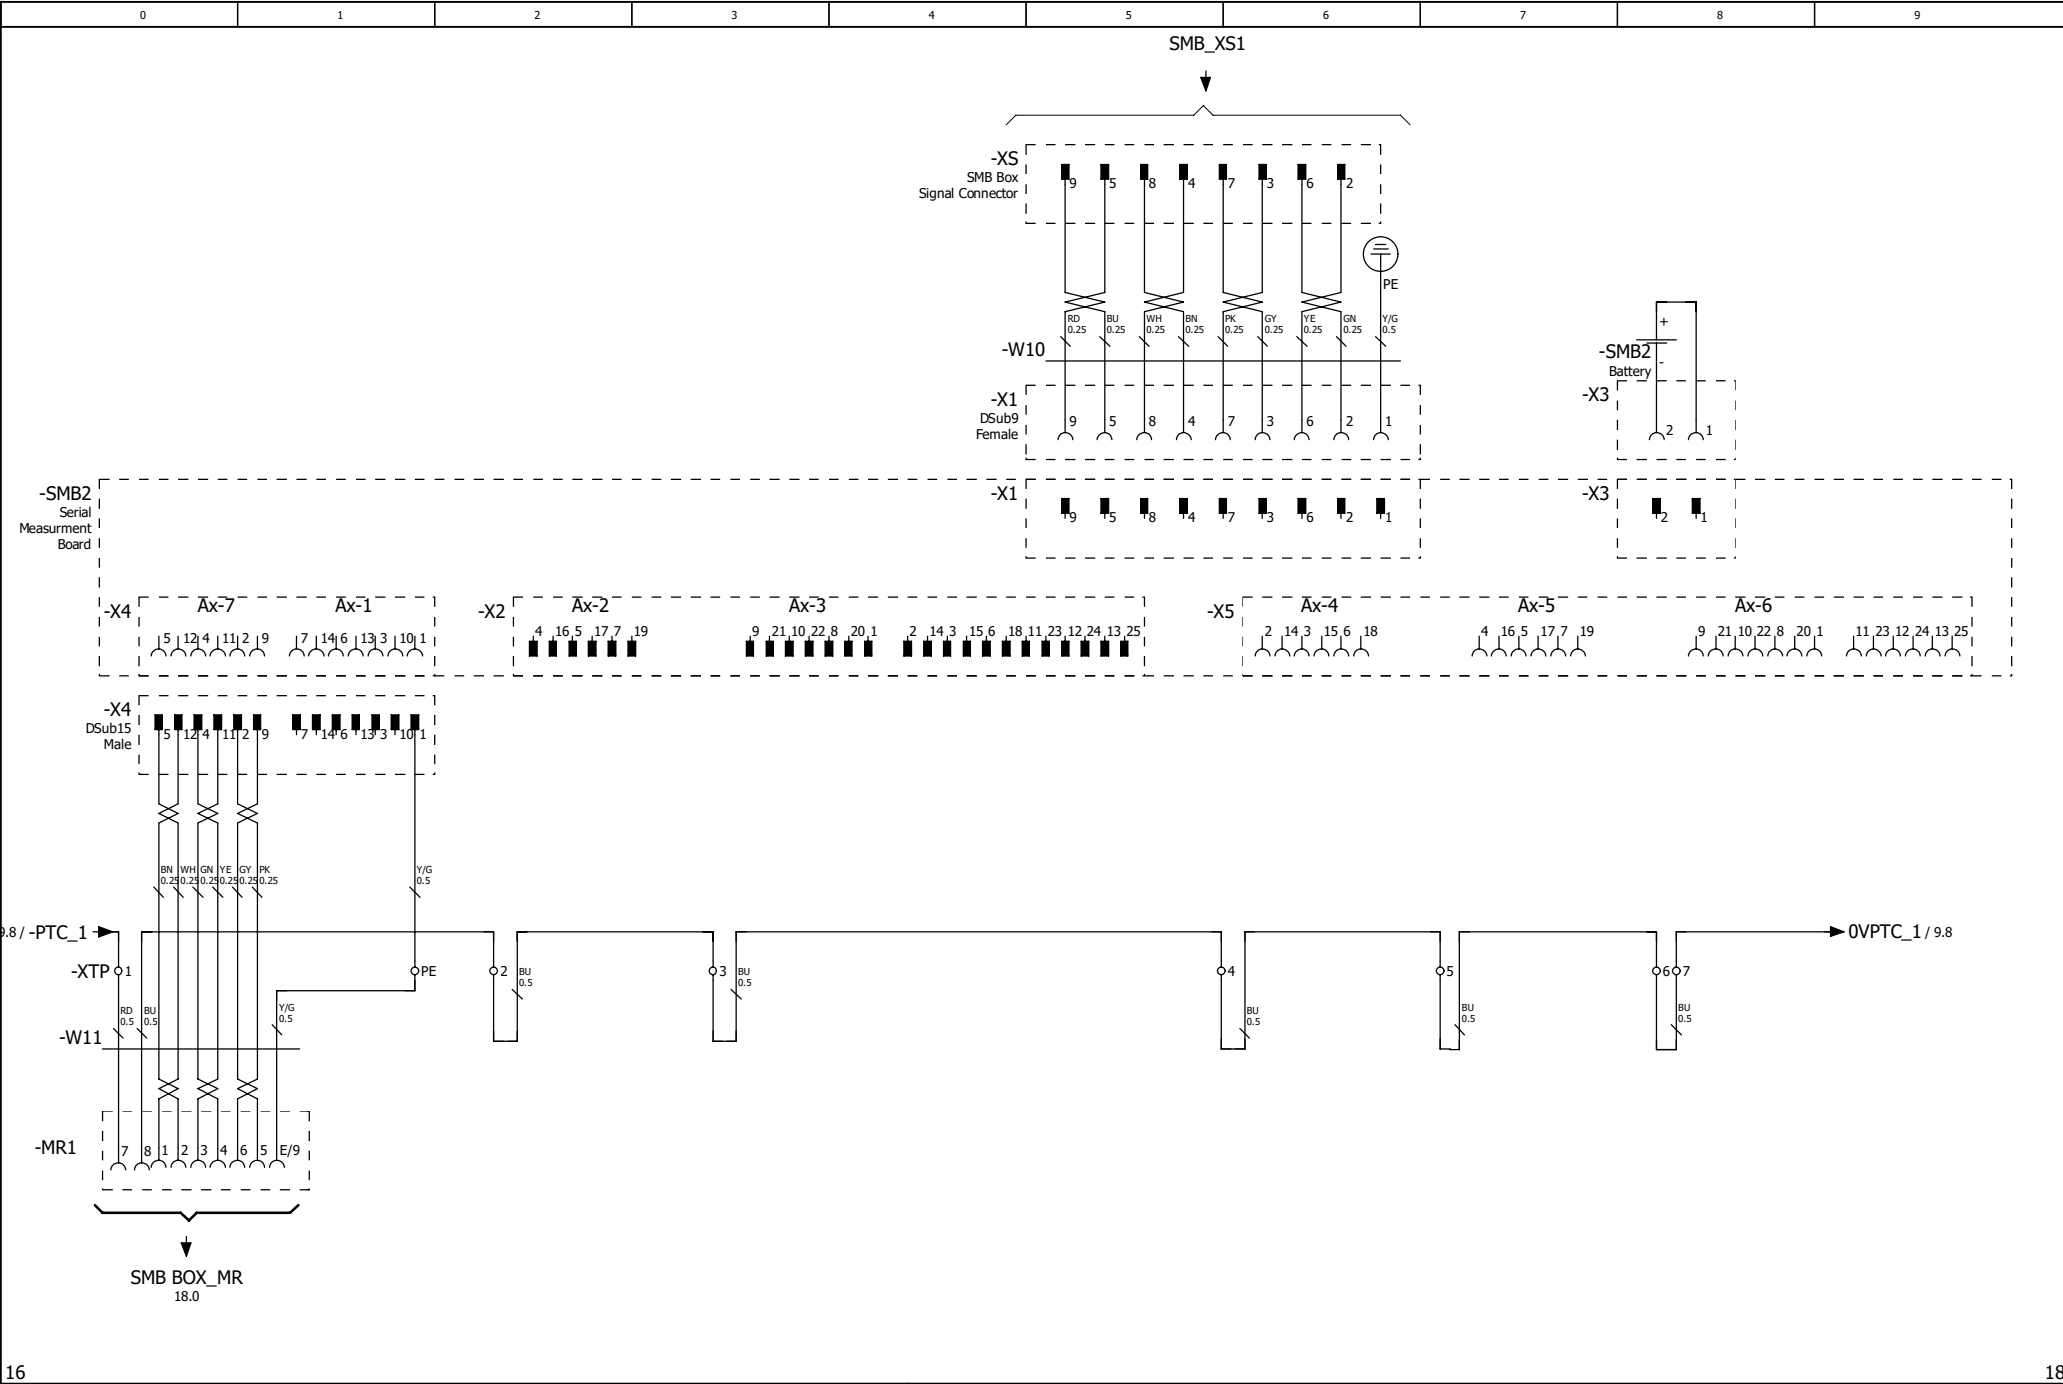 0 1 2 3 4 5 6 7 8 9
SMB_XS1
-XS
SMB Box
Signal Connector
9 5 8 4 7 3 6 2
PE
RD BU WH BN PK GY YE GN Y/G
0.25 0.25 0.25 0.25 0.25 0.25 0.25 0.25 0.5
-W10
+
-SMB2
-
Battery
-X1
DSub9
Female
9 5 8 4 7 3 6 2 1
-X3
2 1
-SMB2
Serial
Measurment
Board
-X1
9 5 8 4 7 3 6 2 1
-X3
2 1
-X4
Ax-7 Ax-1
5 12 4 11 2 9 7 14 6 13 3 10 1
-X2
Ax-2 Ax-3
4 16 5 17 7 19 9 21 10 22 8 20 1 2 14 3 15 6 18 11 23 12 24 13 25
-X5
Ax-4 Ax-5 Ax-6
2 14 3 15 6 18 4 16 5 17 7 19 9 21 10 22 8 20 1 11 23 12 24 13 25
-X4
DSub15
Male
5 12 4 11 2 9 7 14 6 13 3 10 1
BN WH GN YE GY PK Y/G
0.25 0.25 0.25 0.25 0.25 0.25 0.5
9.8 / -PTC_1
0VPTC_1 / 9.8
-XTP 1 PE 2 3 4 5 6 7
BU BU
0.5 0.5
RD BU Y/G BU BU BU
0.5 0.5 0.5 0.5 0.5 0.5
-W11
-MR1
7 8 1 2 3 4 6 5 E/9
SMB BOX_MR
18.0
16 18